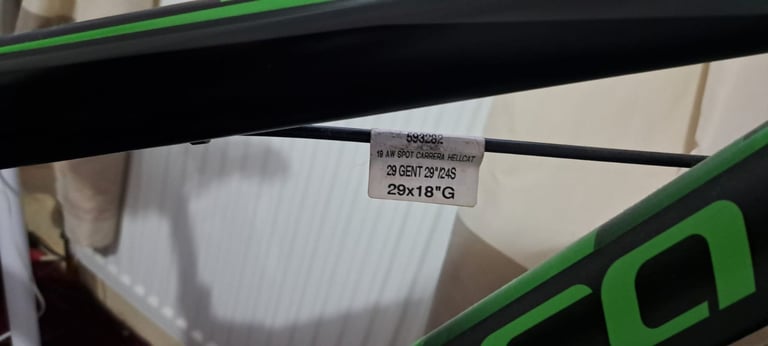 593282
19 AW SPOT CARRERA HELLCAT
29 GENT 29"/24S
29x18"G